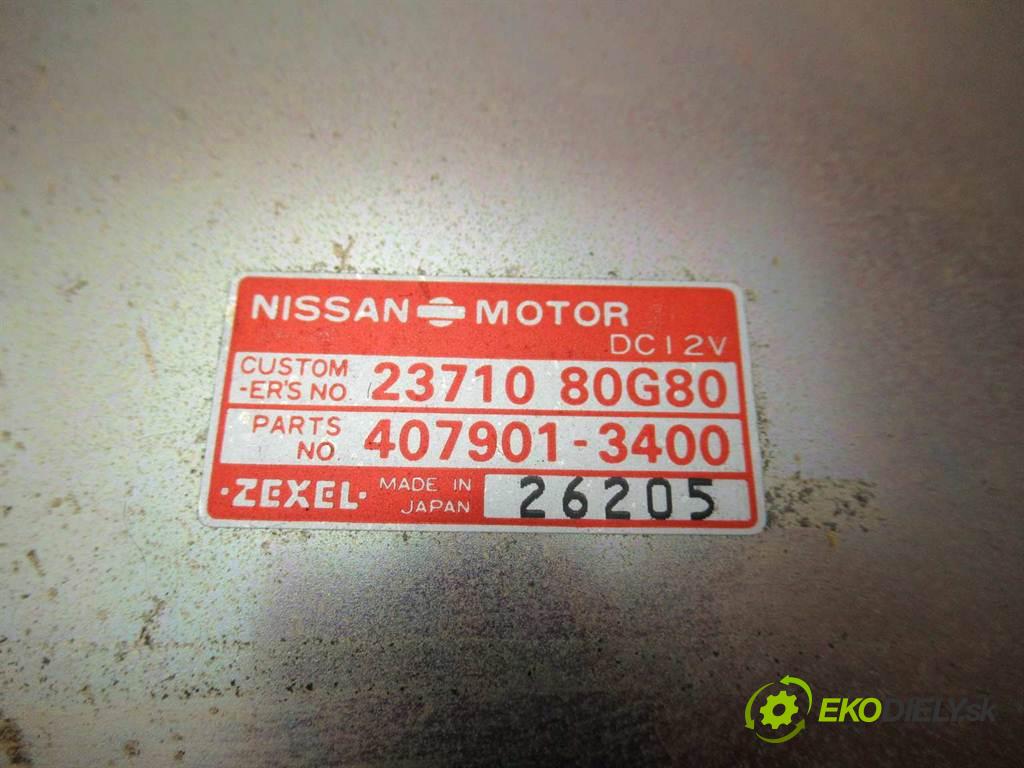 NISSAN MOTOR
DC12V
CUSTOM
-ER'S NO. 23710 80G80
PARTS
NO. 407901-3400
·ZEXEL· MADE IN
JAPAN 26205
EKODIELY.sk